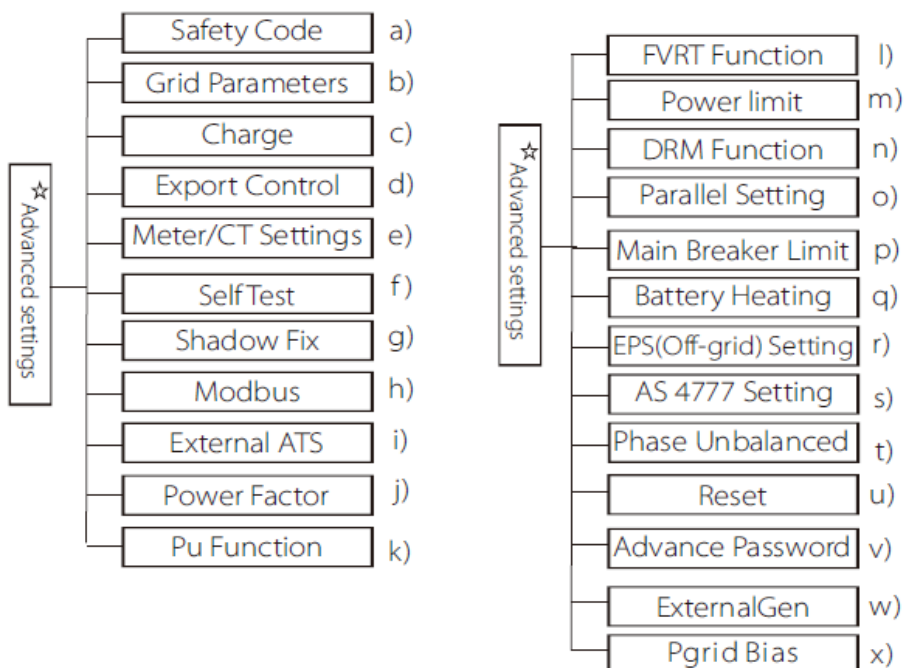 ☆ Advanced settings
Safety Code a)
Grid Parameters b)
Charge c)
Export Control d)
Meter/CT Settings e)
Self Test f)
Shadow Fix g)
Modbus h)
External ATS i)
Power Factor j)
Pu Function k)
☆ Advanced settings
FVRT Function l)
Power limit m)
DRM Function n)
Parallel Setting o)
Main Breaker Limit p)
Battery Heating q)
EPS(Off-grid) Setting r)
AS 4777 Setting s)
Phase Unbalanced t)
Reset u)
Advance Password v)
ExternalGen w)
Pgrid Bias x)